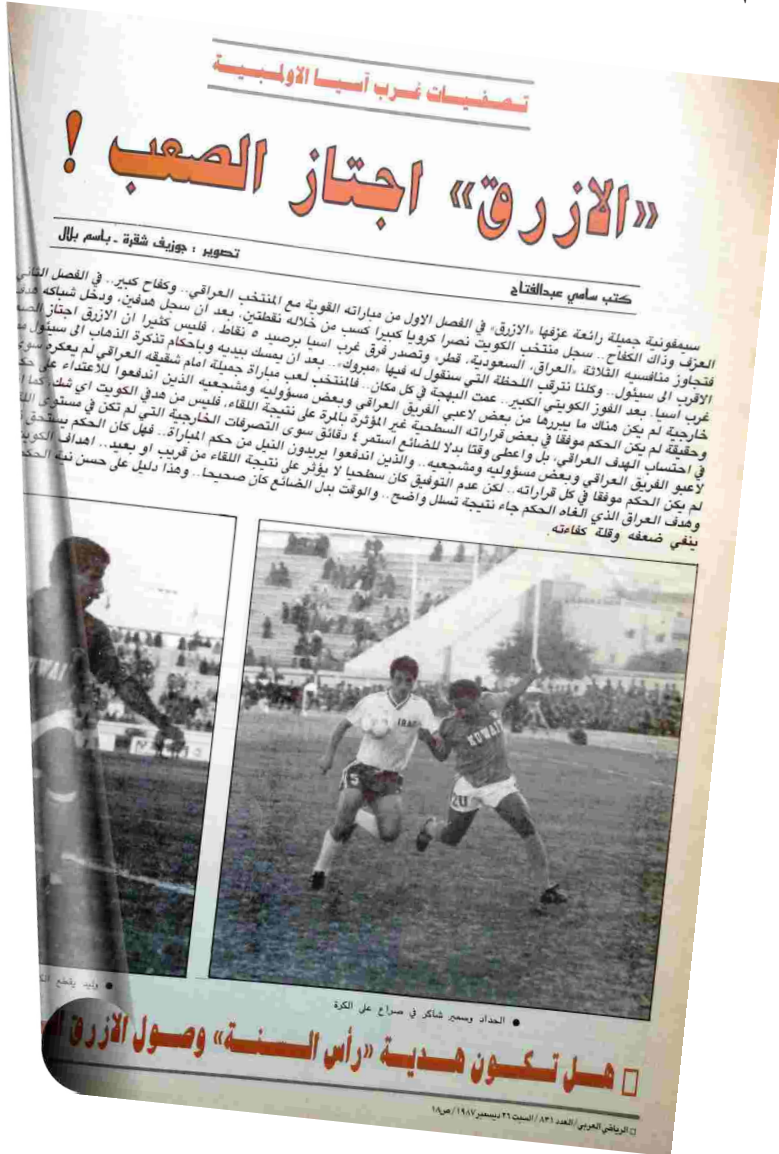 تصفيات غرب آسيا الاولمبية
«الازرق» اجتاز الصعب !
كتب سامي عبدالفتاح
تصوير : جوزيف شقرة - باسم بلال
سيمفونية جميلة رائعة عزفها «الازرق» في الفصل الاول من مباراته القوية مع المنتخب العراقي.. وكفاح كبير.. في الفصل الثاني
العزف وذاك الكفاح.. سجل منتخب الكويت نصرا كرويا كبيرا كسب من خلاله نقطتين، بعد ان سجل هدفين، ودخل شباكه هدف
فتجاوز منافسيه الثلاثة «العراق، السعودية، قطر» وتصدر فرق غرب اسيا برصيد ٥ نقاط، فليس كثيرا ان الازرق اجتاز
الاقرب الى سيئول.. وكلنا نترقب اللحظة التي سنقول له فيها «مبروك».. بعد ان يمسك بيديه وباحكام تذكرة الذهاب الى سيئول
غرب اسيا. بعد الفوز الكويتي الكبير.. عمت البهجة في كل مكان.. فالمنتخب لعب مباراة جميلة امام شقيقه العراقي لم يعكره سوى
خارجية لم يكن هناك ما يبررها من بعض لاعبي الفريق العراقي وبعض مسؤوليه ومشجعيه الذين اندفعوا للاعتداء على
وحقيقة لم يكن الحكم موفقا في بعض قراراته السطحية غير المؤثرة بالمرة على نتيجة اللقاء، فليس من هدفي الكويت اي شك، كما
في احتساب الهدف العراقي، بل واعطى وقتا بدلا للضائع استمر ٤ دقائق سوى التصرفات الخارجية التي لم تكن في مستوى
لاعبو الفريق العراقي وبعض مسؤوليه ومشجعيه.. والذين اندفعوا يريدون النيل من حكم المباراة.. فهل كان الحكم يستحق
لم يكن الحكم موفقا في كل قراراته.. لكن عدم التوفيق كان سطحيا لا يؤثر على نتيجة اللقاء من قريب او بعيد.. اهداف الكويت
وهدف العراق الذي الغاه الحكم جاء نتيجة تسلل واضح.. والوقت بدل الضائع كان صحيحا.. وهذا دليل على حسن نية الحكم
ينفي ضعفه وقلة كفاءته.
IRAQ
KUWAIT
5
20
KUWAI
● الحداد وسمير شاكر في صراع على الكرة
● وليد يقطع
□ هل تكون هدية «رأس السنة» وصول الازرق
□ الرياضي العربي/ العدد ٨٣١/ السبت ٢٦ ديسمبر ١٩٨٧/ ص١٨